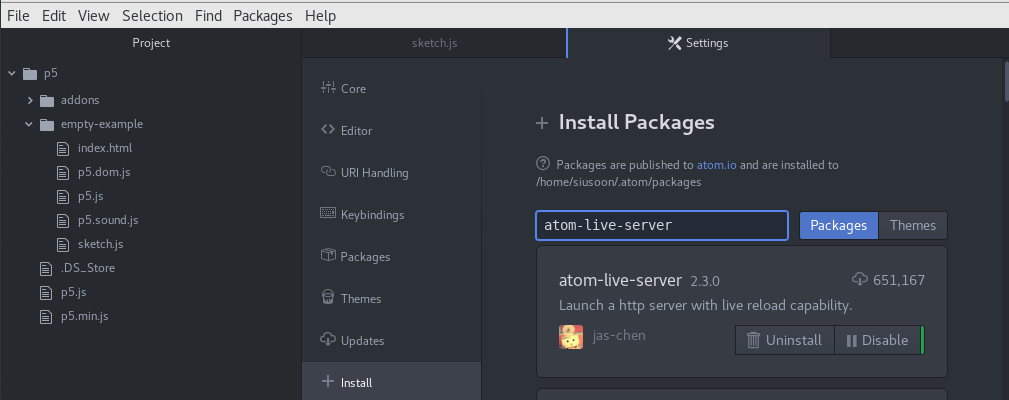 File Edit View Selection Find Packages Help
Project
sketch.js
Settings
p5
addons
empty-example
index.html
p5.dom.js
p5.js
p5.sound.js
sketch.js
.DS_Store
p5.js
p5.min.js
Core
Editor
URI Handling
Keybindings
Packages
Themes
Updates
Install
Install Packages
Packages are published to atom.io and are installed to
/home/siusoon/.atom/packages
atom-live-server
Packages
Themes
atom-live-server 2.3.0
651,167
Launch a http server with live reload capability.
jas-chen
Uninstall
Disable